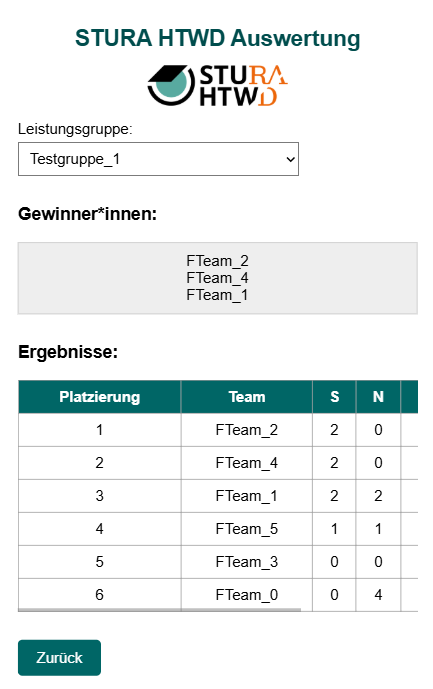 STURA HTWD Auswertung
STURA
HTWD
Leistungsgruppe:
Testgruppe_1
Gewinner*innen:
FTeam_2
FTeam_4
FTeam_1
Ergebnisse:
Platzierung Team S N
1 FTeam_2 2 0
2 FTeam_4 2 0
3 FTeam_1 2 2
4 FTeam_5 1 1
5 FTeam_3 0 0
6 FTeam_0 0 4
Zurück